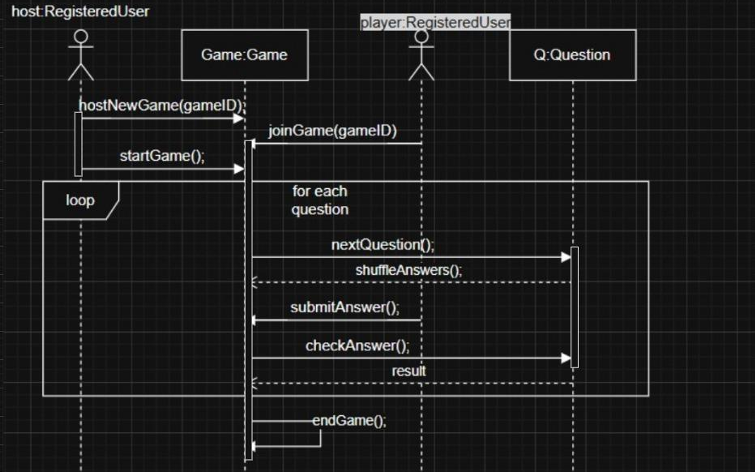 host:RegisteredUser
player:RegisteredUser
Game:Game
Q:Question
hostNewGame(gameID)
joinGame(gameID)
startGame();
loop
for each
question
nextQuestion();
shuffleAnswers();
submitAnswer();
checkAnswer();
result
endGame();